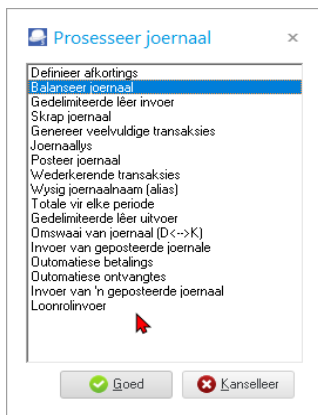 Prosesseer joernaal
Definieer afkortings
Balanseer joernaal
Gedelimiteerde lêer invoer
Skrap joernaal
Genereer veelvuldige transaksies
Joernaallys
Posteer joernaal
Wederkerende transaksies
Wysig joernaalnaam (alias)
Totale vir elke periode
Gedelimiteerde lêer uitvoer
Omswaai van joernaal (D<-->K)
Invoer van geposteerde joernale
Outomatiese betalings
Outomatiese ontvangtes
Invoer van 'n geposteerde joernaal
Loonrolinvoer
Goed
Kanselleer